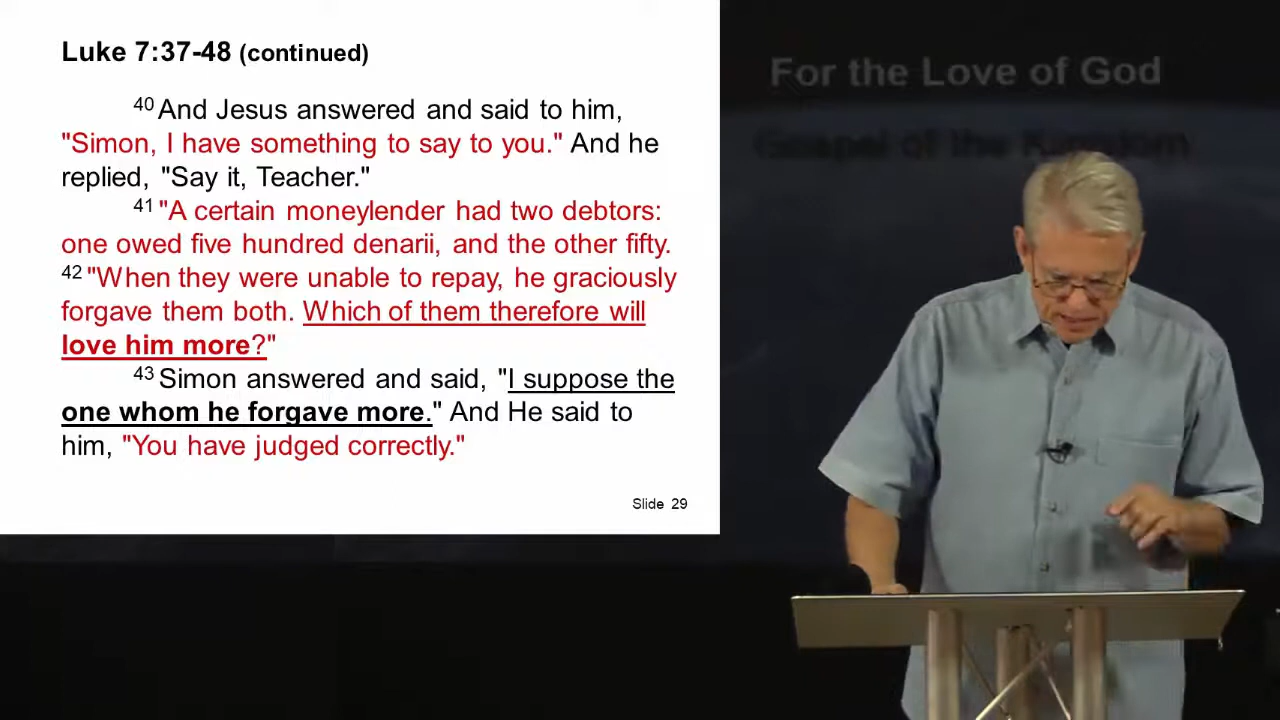 Luke 7:37-48 (continued)
40 And Jesus answered and said to him,
"Simon, I have something to say to you." And he
replied, "Say it, Teacher."
41 "A certain moneylender had two debtors:
one owed five hundred denarii, and the other fifty.
42 "When they were unable to repay, he graciously
forgave them both. Which of them therefore will
love him more?"
43 Simon answered and said, "I suppose the
one whom he forgave more." And He said to
him, "You have judged correctly."
Slide 29
For the Love of God
Gospel of the Kingdom